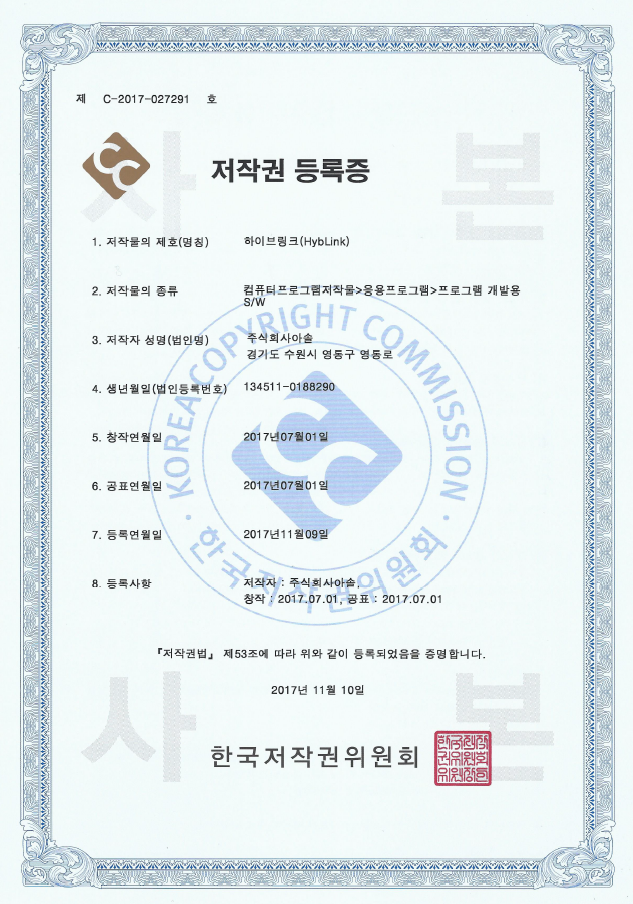 제 C-2017-027291 호
저작권 등록증
1. 저작물의 제호(명칭) 하이브링크(HybLink)
2. 저작물의 종류 컴퓨터프로그램저작물>응용프로그램>프로그램 개발용
S/W
3. 저작자 성명(법인명) 주식회사아솔
경기도 수원시 영통구 영통로
4. 생년월일(법인등록번호) 134511-0188290
5. 창작연월일 2017년07월01일
6. 공표연월일 2017년07월01일
7. 등록연월일 2017년11월09일
8. 등록사항 저작자 : 주식회사아솔,
창작 : 2017.07.01, 공표 : 2017.07.01
『저작권법』 제53조에 따라 위와 같이 등록되었음을 증명합니다.
2017년 11월 10일
한국저작권위원회
사 본
사 본
KOREA COPYRIGHT COMMISSION
한국저작권위원회